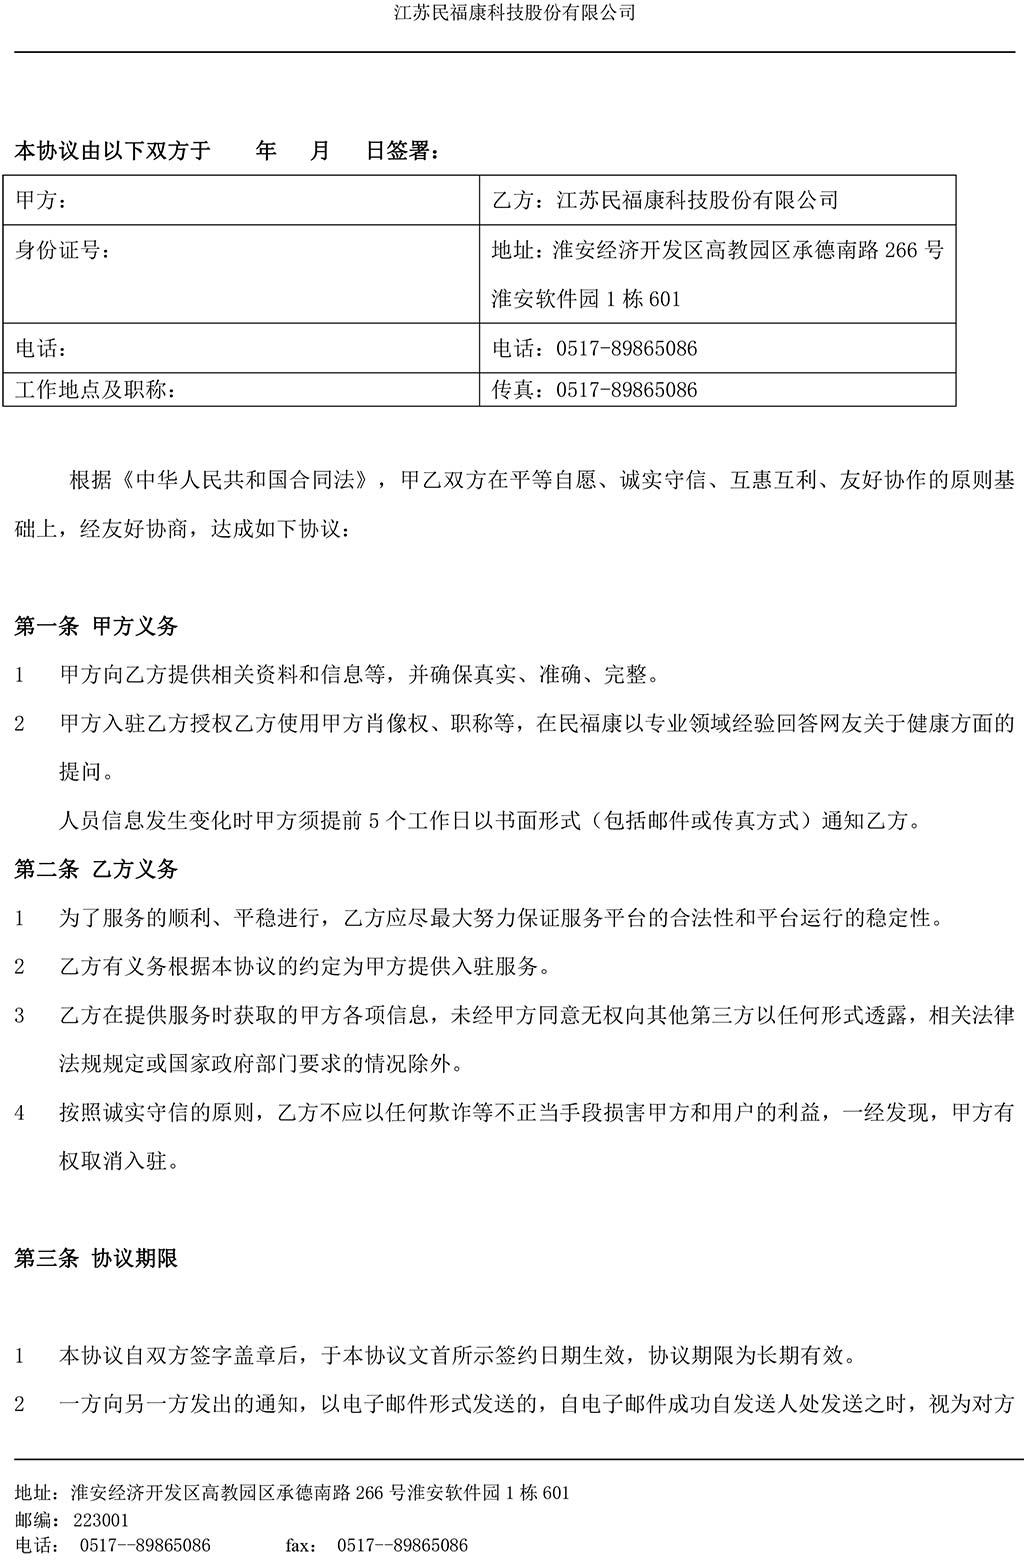 江苏民福康科技股份有限公司
本协议由以下双方于 年 月 日签署：
甲方： 乙方：江苏民福康科技股份有限公司
身份证号： 地址：淮安经济开发区高教园区承德南路 266 号
淮安软件园 1 栋 601
电话： 电话：0517-89865086
工作地点及职称： 传真：0517-89865086
根据《中华人民共和国合同法》，甲乙双方在平等自愿、诚实守信、互惠互利、友好协作的原则基
础上，经友好协商，达成如下协议：
第一条 甲方义务
1 甲方向乙方提供相关资料和信息等，并确保真实、准确、完整。
2 甲方入驻乙方授权乙方使用甲方肖像权、职称等，在民福康以专业领域经验回答网友关于健康方面的
提问。
人员信息发生变化时甲方须提前 5 个工作日以书面形式（包括邮件或传真方式）通知乙方。
第二条 乙方义务
1 为了服务的顺利、平稳进行，乙方应尽最大努力保证服务平台的合法性和平台运行的稳定性。
2 乙方有义务根据本协议的约定为甲方提供入驻服务。
3 乙方在提供服务时获取的甲方各项信息，未经甲方同意无权向其他第三方以任何形式透露，相关法律
法规规定或国家政府部门要求的情况除外。
4 按照诚实守信的原则，乙方不应以任何欺诈等不正当手段损害甲方和用户的利益，一经发现，甲方有
权取消入驻。
第三条 协议期限
1 本协议自双方签字盖章后，于本协议文首所示签约日期生效，协议期限为长期有效。
2 一方向另一方发出的通知，以电子邮件形式发送的，自电子邮件成功自发送人处发送之时，视为对方
地址：淮安经济开发区高教园区承德南路 266 号淮安软件园 1 栋 601
邮编：223001
电话： 0517--89865086 fax： 0517--89865086